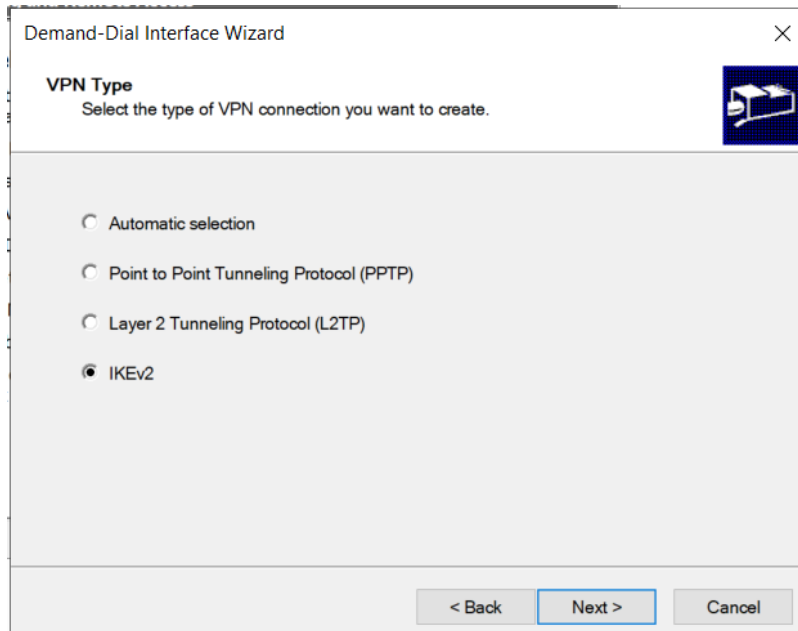 Demand-Dial Interface Wizard
VPN Type
Select the type of VPN connection you want to create.
Automatic selection
Point to Point Tunneling Protocol (PPTP)
Layer 2 Tunneling Protocol (L2TP)
IKEv2
< Back
Next >
Cancel